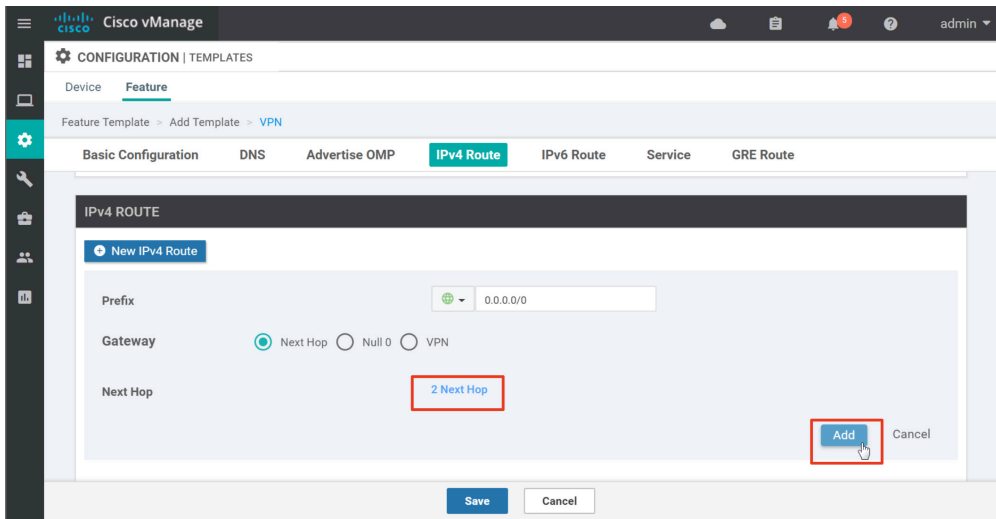 cisco Cisco vManage 5 admin
CONFIGURATION | TEMPLATES
Device Feature
Feature Template > Add Template > VPN
Basic Configuration DNS Advertise OMP IPv4 Route IPv6 Route Service GRE Route
IPv4 ROUTE
New IPv4 Route
Prefix 0.0.0.0/0
Gateway Next Hop Null 0 VPN
Next Hop 2 Next Hop
Add Cancel
Save Cancel